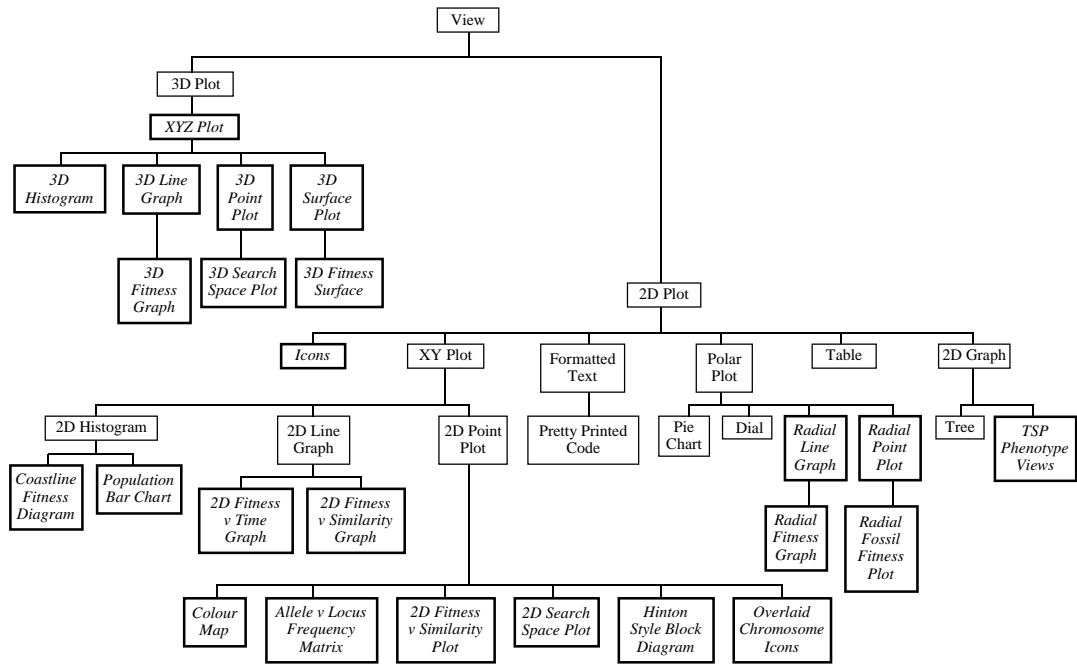 View
3D Plot
XYZ Plot
3D
Histogram
3D Line
Graph
3D
Point
Plot
3D
Surface
Plot
3D
Fitness
Graph
3D Search
Space Plot
3D Fitness
Surface
2D Plot
Icons
XY Plot
Formatted
Text
Polar
Plot
Table
2D Graph
2D Histogram
2D Line
Graph
2D Point
Plot
Pretty Printed
Code
Pie
Chart
Dial
Radial
Line
Graph
Radial
Point
Plot
Tree
TSP
Phenotype
Views
Coastline
Fitness
Diagram
Population
Bar Chart
2D Fitness
v Time
Graph
2D Fitness
v Similarity
Graph
Radial
Fitness
Graph
Radial
Fossil
Fitness
Plot
Colour
Map
Allele v Locus
Frequency
Matrix
2D Fitness
v Similarity
Plot
2D Search
Space Plot
Hinton
Style Block
Diagram
Overlaid
Chromosome
Icons